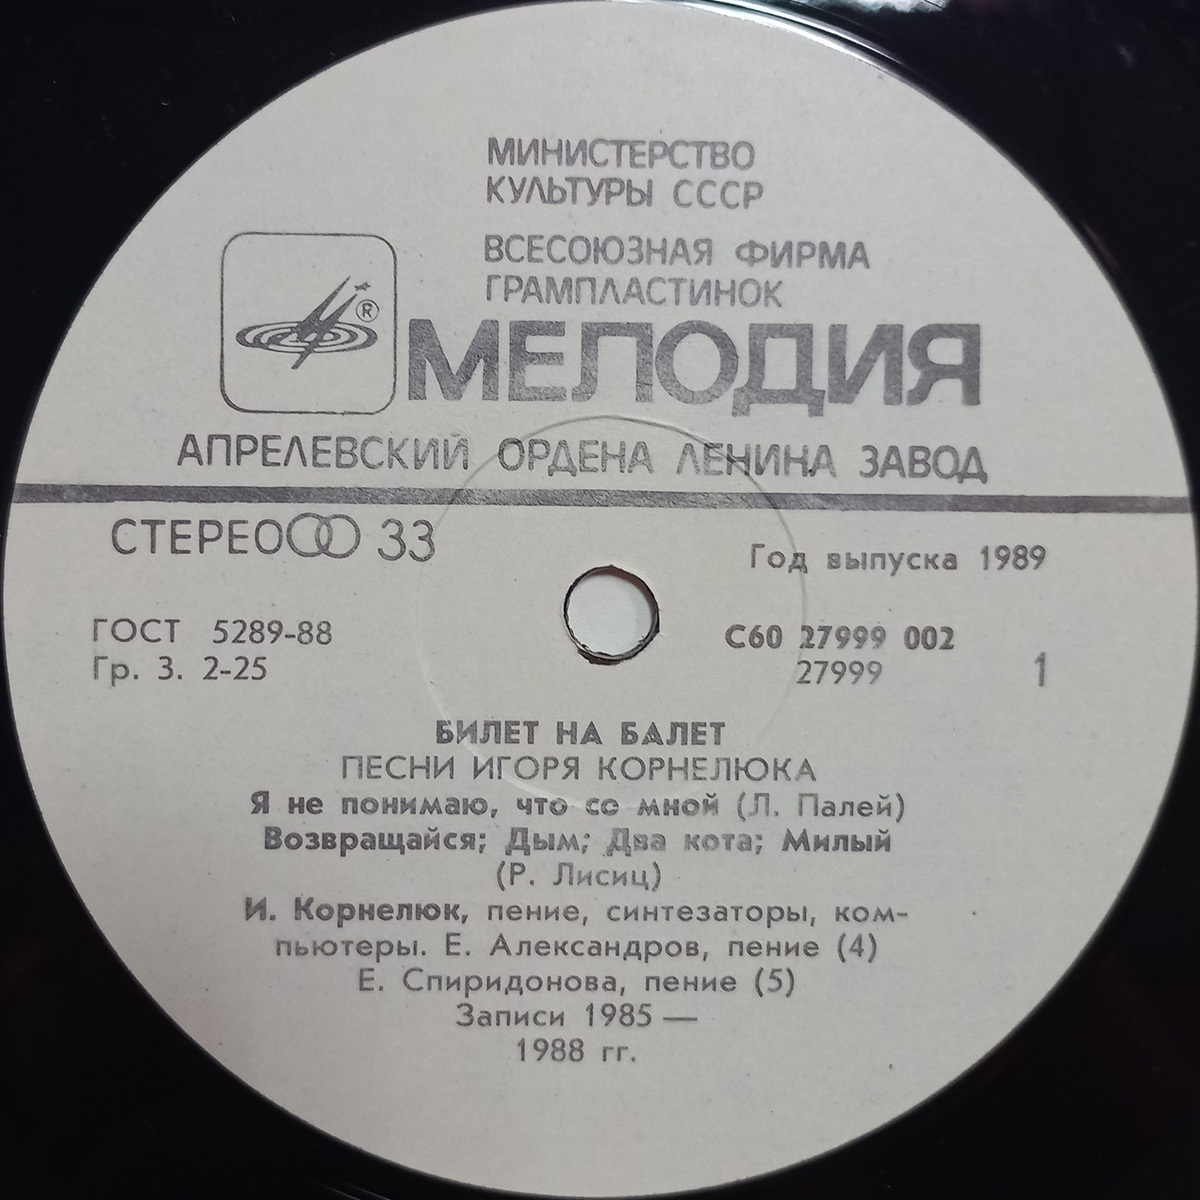 МИНИСТЕРСТВО
КУЛЬТУРЫ СССР
ВСЕСОЮЗНАЯ ФИРМА
ГРАМПЛАСТИНОК
®
МЕЛОДИЯ
АПРЕЛЕВСКИЙ ОРДЕНА ЛЕНИНА ЗАВОД
СТЕРЕО 33
Год выпуска 1989
ГОСТ 5289-88
Гр. 3. 2-25
С60 27999 002
27999
1
БИЛЕТ НА БАЛЕТ
ПЕСНИ ИГОРЯ КОРНЕЛЮКА
Я не понимаю, что со мной (Л. Палей)
Возвращайся; Дым; Два кота; Милый
(Р. Лисиц)
И. Корнелюк, пение, синтезаторы, ком-
пьютеры. Е. Александров, пение (4)
Е. Спиридонова, пение (5)
Записи 1985 —
1988 гг.